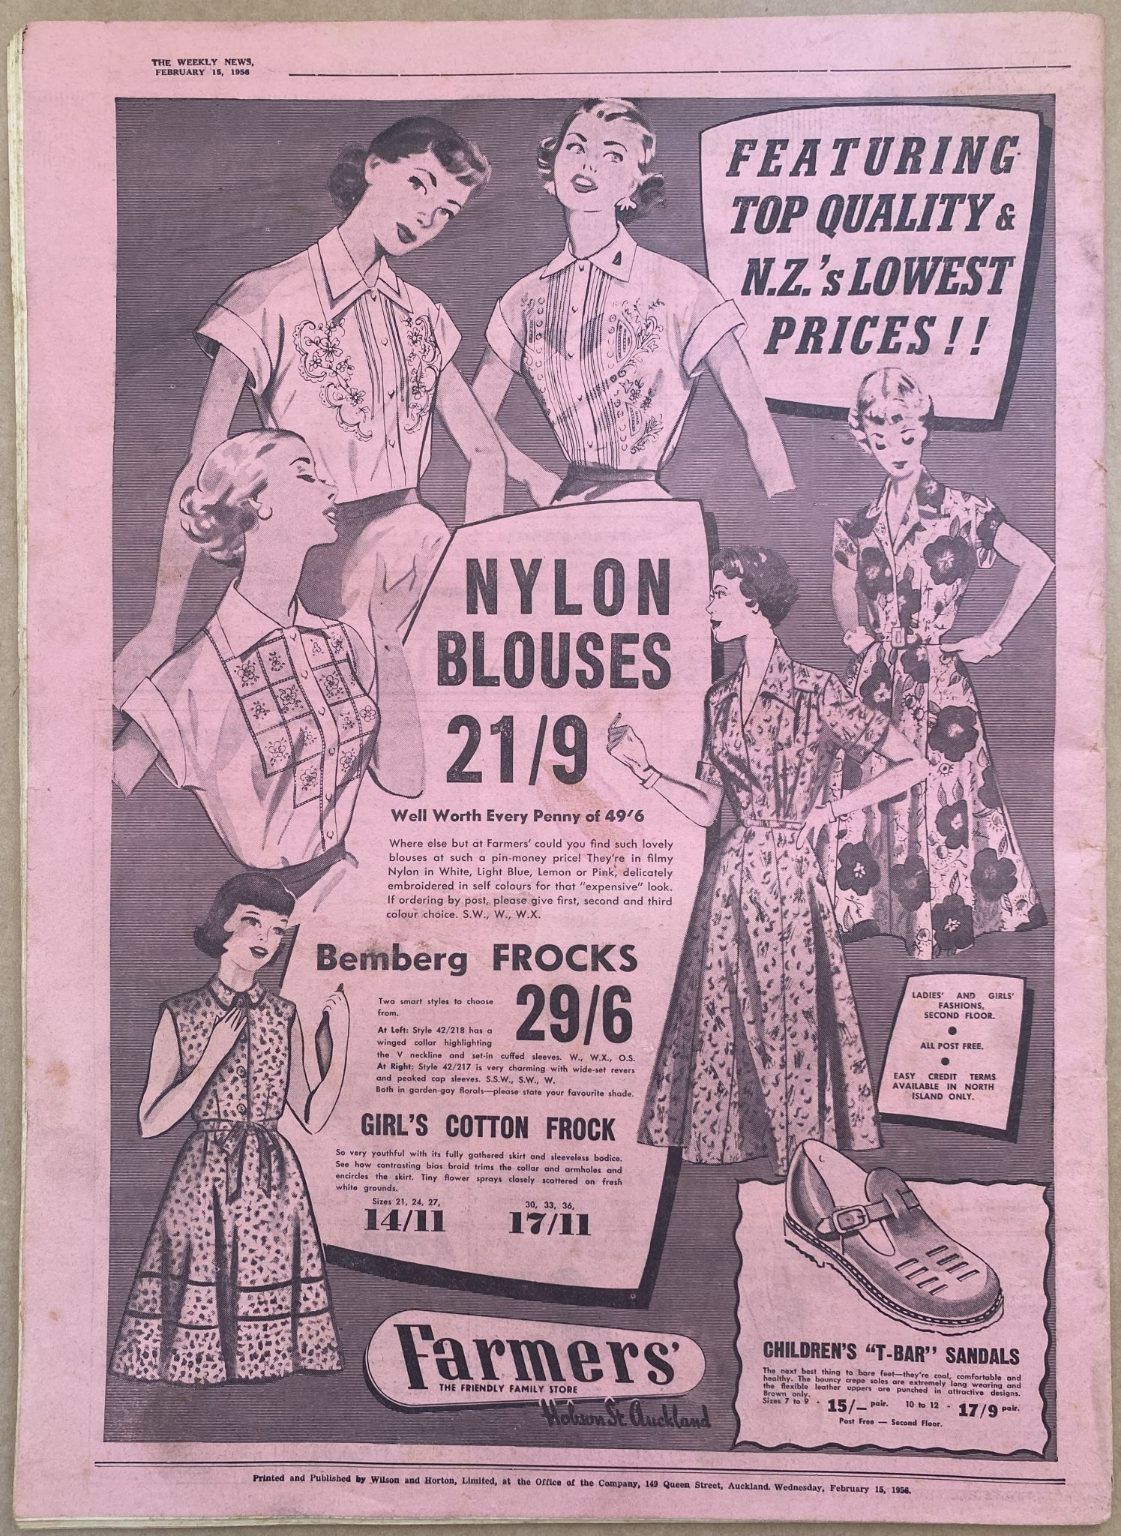 THE WEEKLY NEWS,
FEBRUARY 15, 1956
FEATURING
TOP QUALITY &
N.Z.'s LOWEST
PRICES!!
NYLON
BLOUSES
21/9
Well Worth Every Penny of 49'6
Where else but at Farmers' could you find such lovely
blouses at such a pin-money price! They're in filmy
Nylon in White, Light Blue, Lemon or Pink, delicately
embroidered in self colours for that "expensive" look.
If ordering by post, please give first, second and third
colour choice. S.W., W., W.X.
Bemberg FROCKS
29/6
Two smart styles to choose
from.
At Left: Style 42/218 has a
winged collar highlighting
the V neckline and set-in cuffed sleeves. W., W.X., O.S.
At Right: Style 42/217 is very charming with wide-set revers
and peaked cap sleeves. S.S.W., S.W., W.
Both in garden-gay florals—please state your favourite shade.
GIRL'S COTTON FROCK
So very youthful with its fully gathered skirt and sleeveless bodice.
See how contrasting bias braid trims the collar and armholes and
encircles the skirt. Tiny flower sprays closely scattered on fresh
white grounds.
Sizes 21, 24, 27, 30, 33, 36,
14/11 17/11
LADIES' AND GIRLS'
FASHIONS,
SECOND FLOOR.
ALL POST FREE.
EASY CREDIT TERMS
AVAILABLE IN NORTH
ISLAND ONLY.
Farmers'
THE FRIENDLY FAMILY STORE
Hobson St. Auckland
CHILDREN'S "T-BAR" SANDALS
The next best thing to bare feet—they're cool, comfortable and
healthy. The bouncy crepe soles are extremely long wearing and
the flexible leather uppers are punched in attractive designs.
Brown only.
Sizes 7 to 9 - 15/- pair. 10 to 12 - 17/9 pair.
Post Free — Second Floor.
Printed and Published by Wilson and Horton, Limited, at the Office of the Company, 149 Queen Street, Auckland. Wednesday, February 15, 1956.